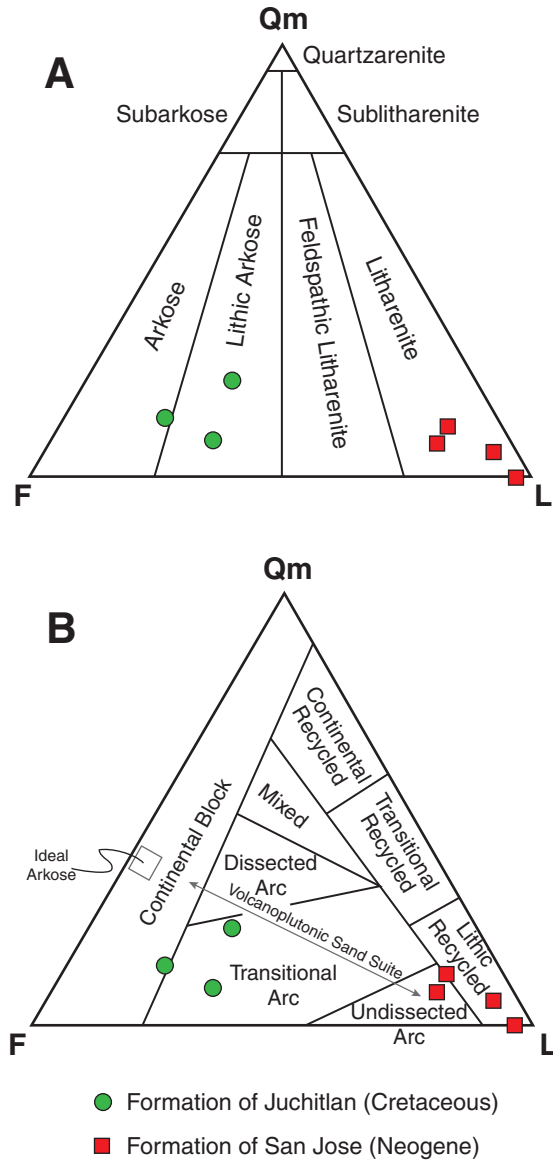 Qm
A
Quartzarenite
Subarkose
Sublitharenite
Arkose
Lithic Arkose
Feldspathic Litharenite
Litharenite
F
L
Qm
B
Continental
Recycled
Mixed
Transitional
Recycled
Continental Block
Ideal
Arkose
Dissected
Arc
Volcanoplutonic Sand Suite
Lithic
Recycled
Transitional
Arc
Undissected
Arc
F
L
Formation of Juchitlan (Cretaceous)
Formation of San Jose (Neogene)